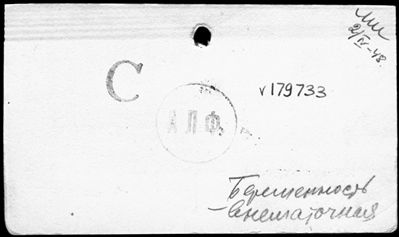 2/IV-48.
С
v179733
А П Ф
Беременность
- внематочная